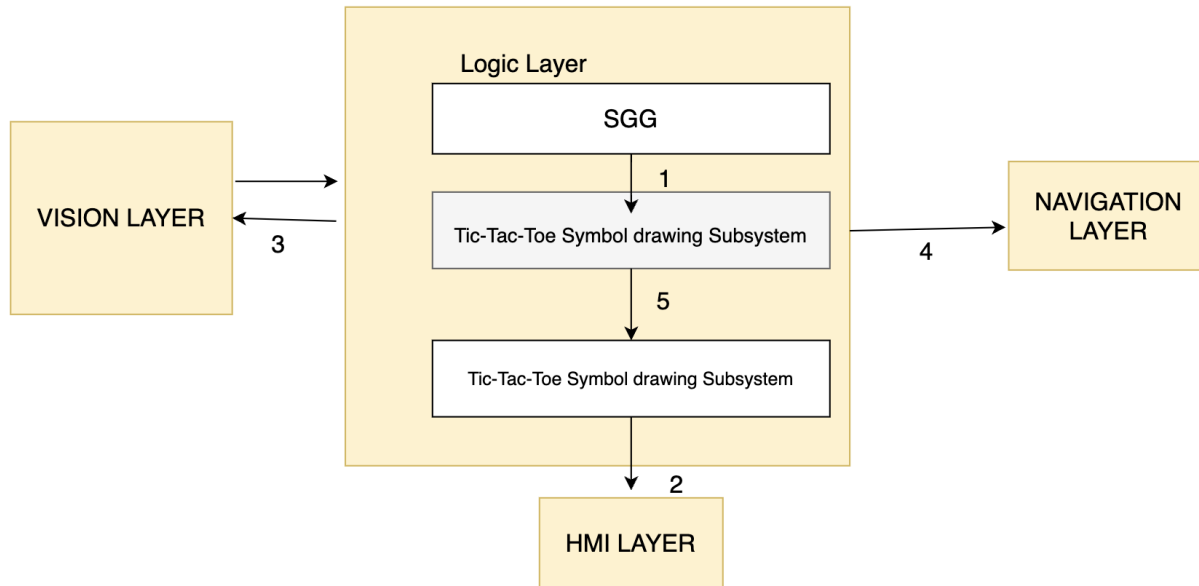 Logic Layer
SGG
1
VISION LAYER
3
Tic-Tac-Toe Symbol drawing Subsystem
4
NAVIGATION
LAYER
5
Tic-Tac-Toe Symbol drawing Subsystem
2
HMI LAYER